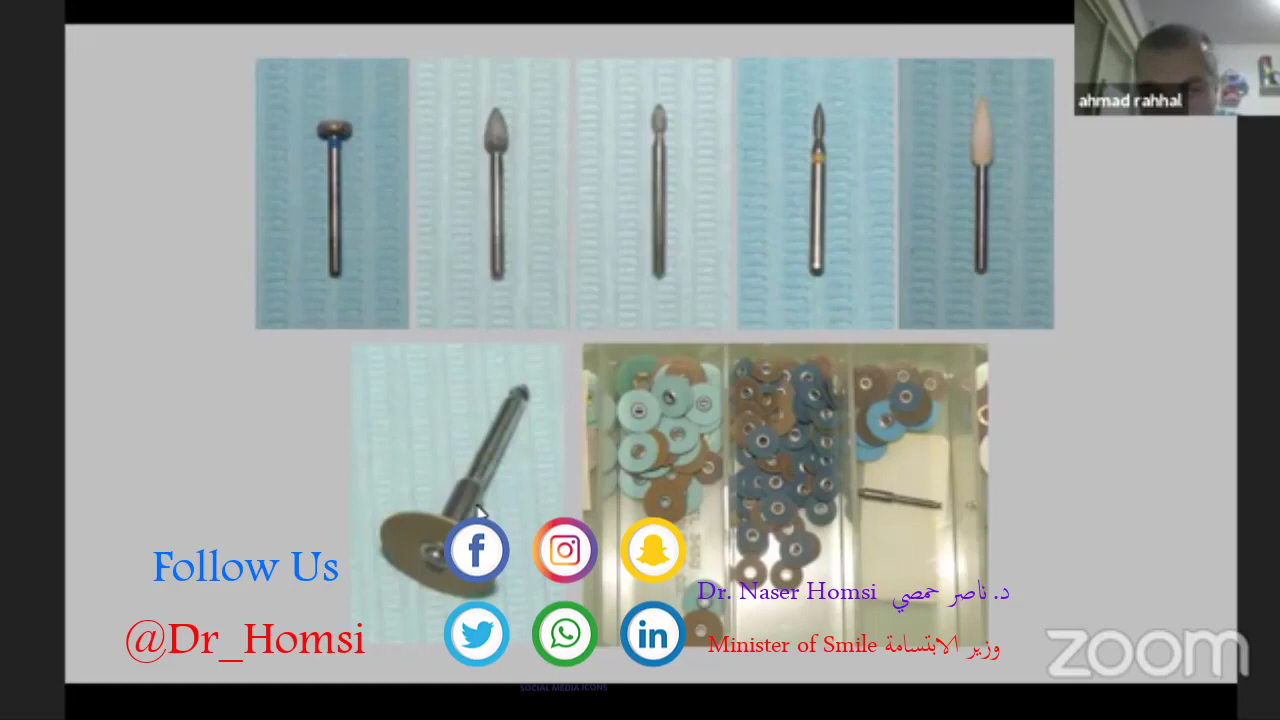 ahmad rahhal
Follow Us
@Dr_Homsi
Dr. Naser Homsi د. ناصر حمصي
Minister of Smile وزير الابتسامة
SOCIAL MEDIA ICONS
zoom